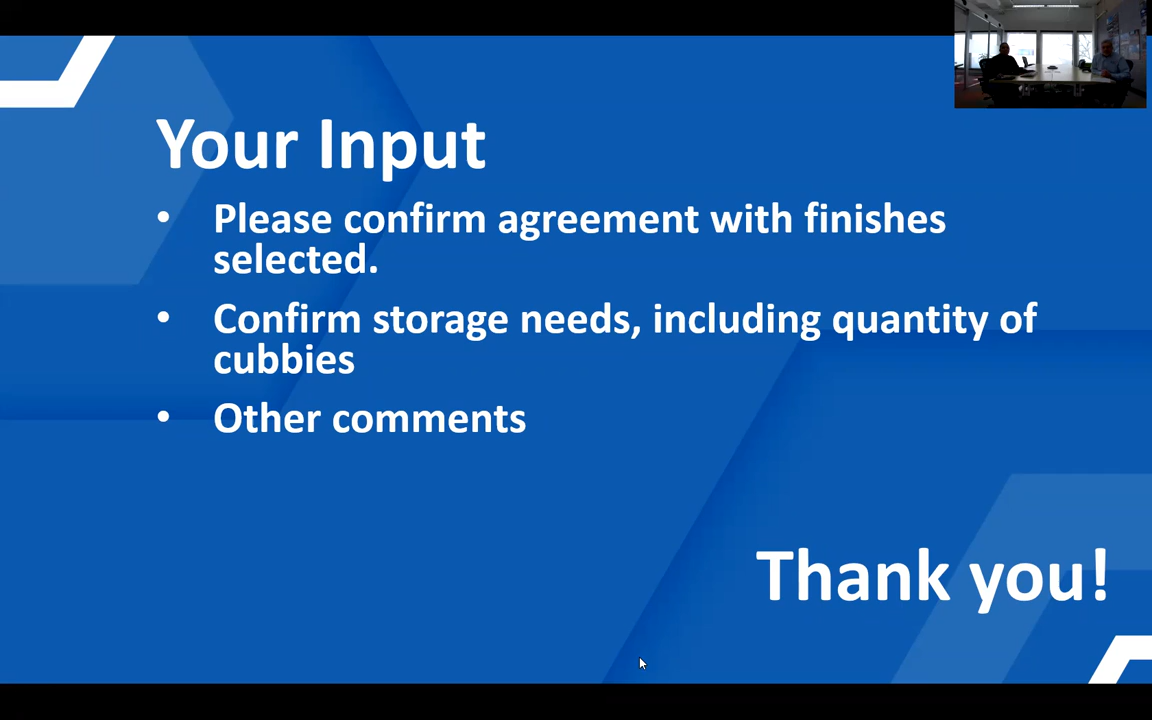 Your Input
• Please confirm agreement with finishes
selected.
• Confirm storage needs, including quantity of
cubbies
• Other comments
Thank you!